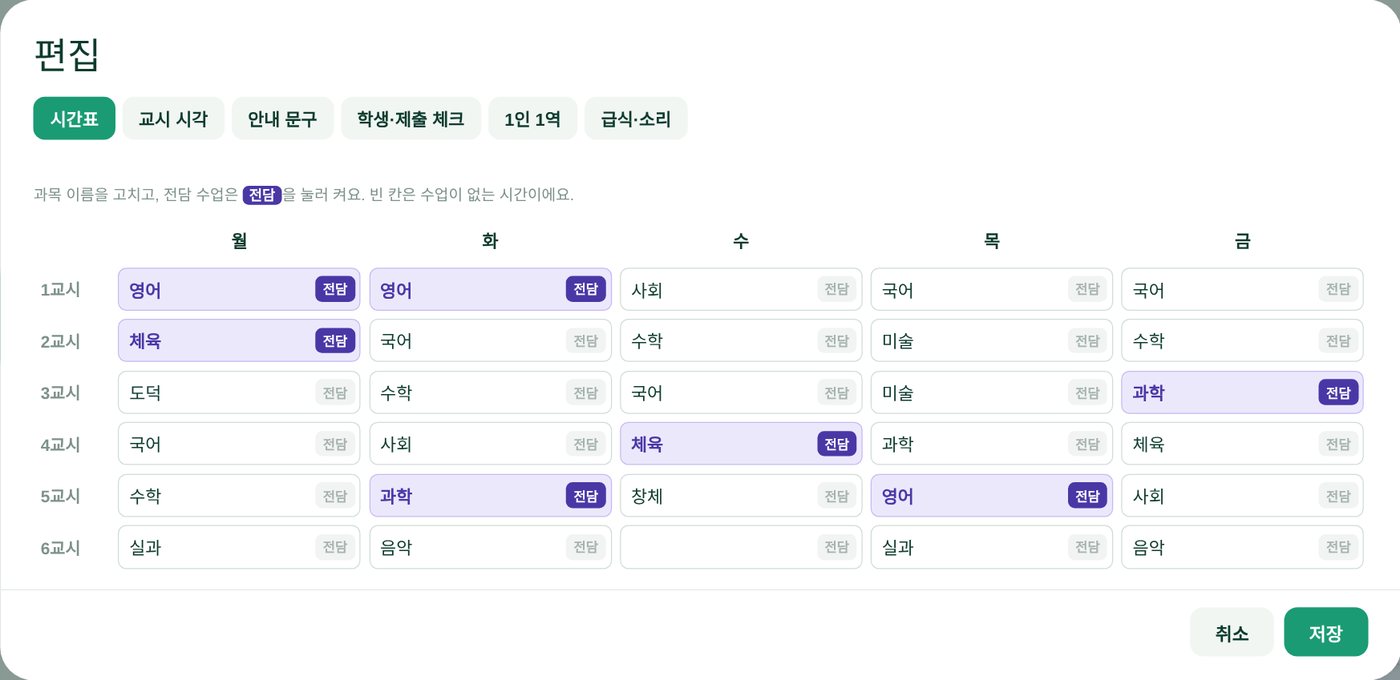 편집
시간표 교시 시각 안내 문구 학생·제출 체크 1인 1역 급식·소리
과목 이름을 고치고, 전담 수업은 전담을 눌러 켜요. 빈 칸은 수업이 없는 시간이에요.
월 화 수 목 금
1교시 영어 전담 영어 전담 사회 전담 국어 전담 국어 전담
2교시 체육 전담 국어 전담 수학 전담 미술 전담 수학 전담
3교시 도덕 전담 수학 전담 국어 전담 미술 전담 과학 전담
4교시 국어 전담 사회 전담 체육 전담 과학 전담 체육 전담
5교시 수학 전담 과학 전담 창체 전담 영어 전담 사회 전담
6교시 실과 전담 음악 전담 전담 실과 전담 음악 전담
취소 저장